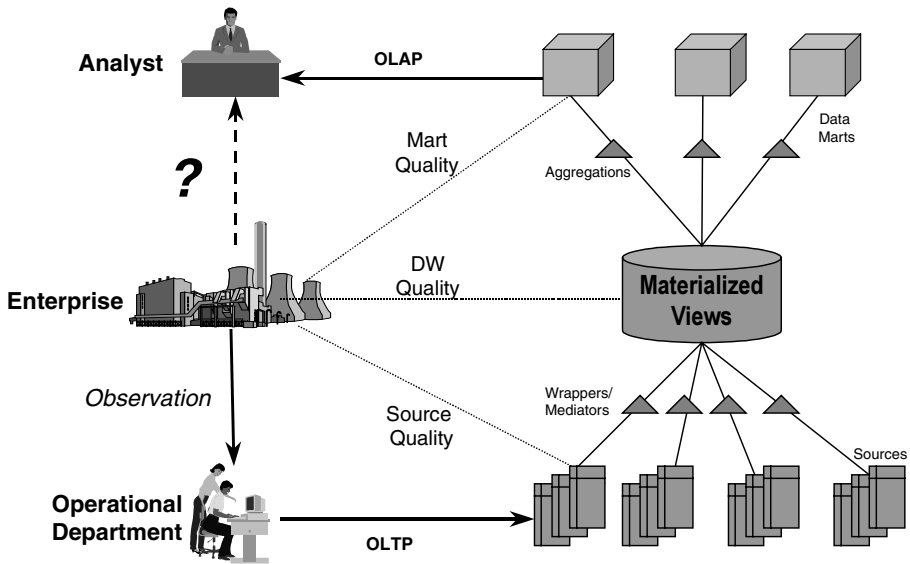 Analyst
OLAP
Data
Marts
Mart
Quality
Aggregations
?
DW
Quality
Enterprise
Materialized
Views
Observation
Wrappers/
Mediators
Source
Quality
Sources
Operational
Department
OLTP